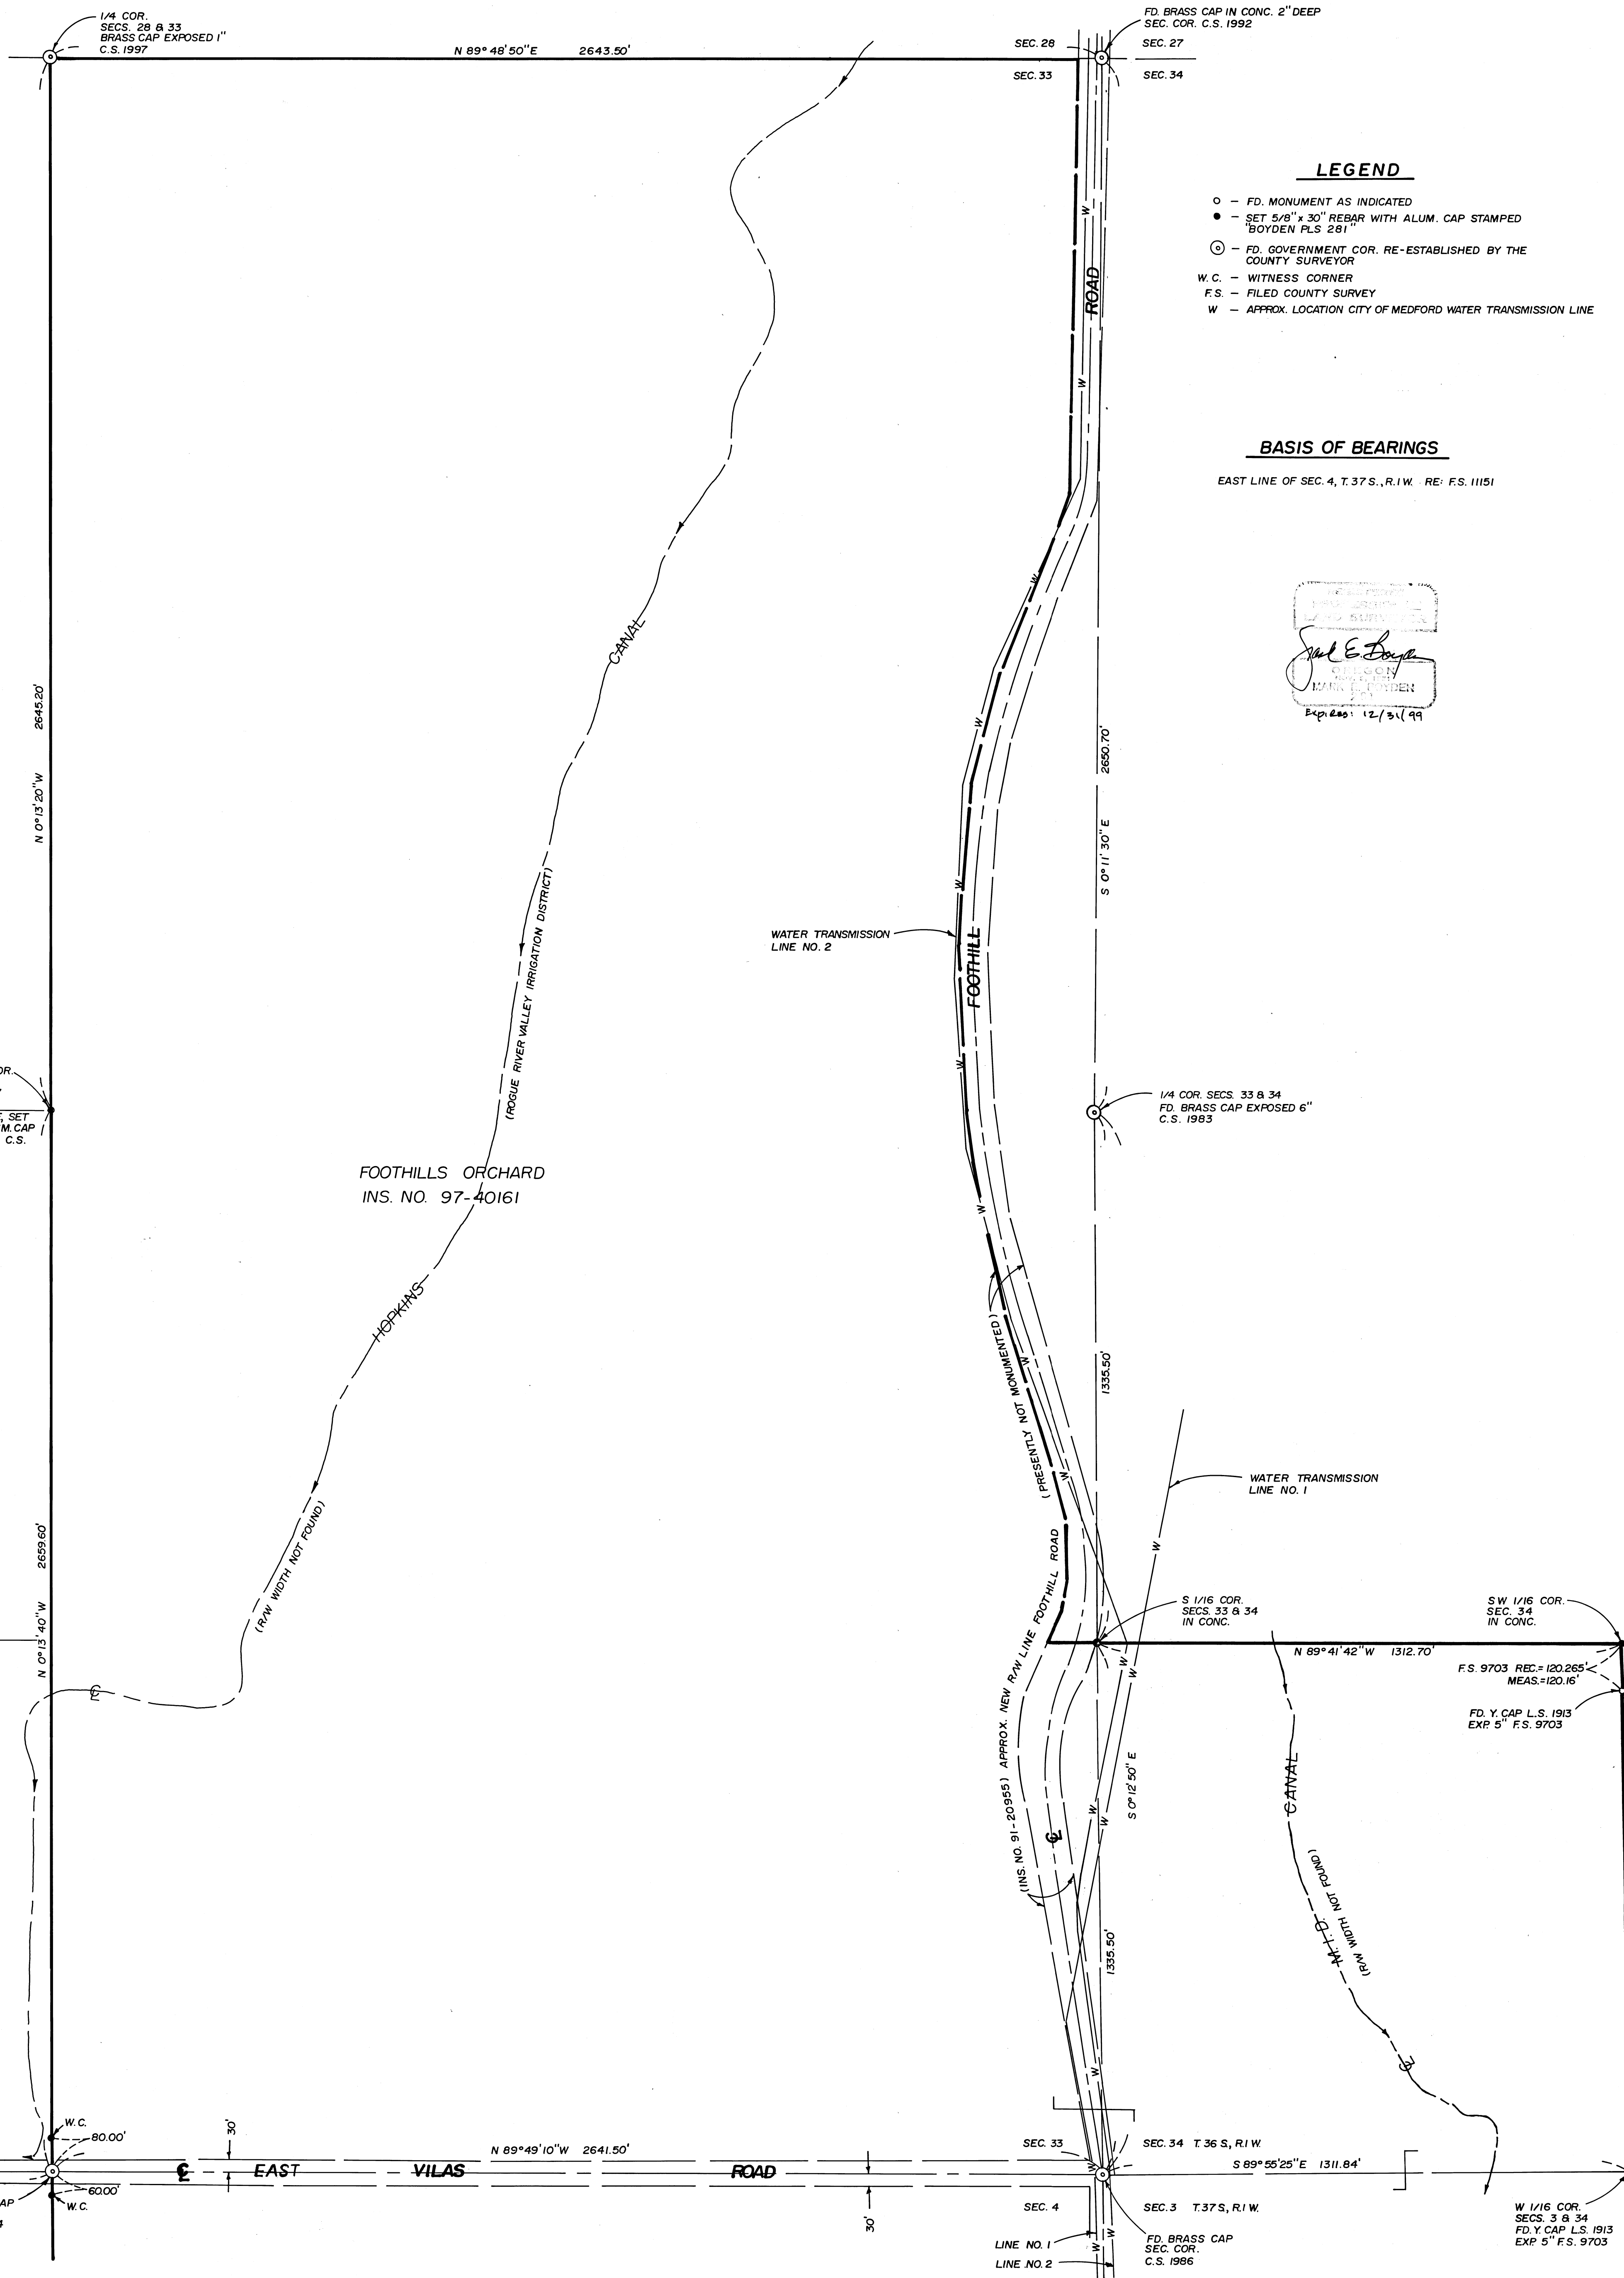 1/4 COR.
SECS. 28 & 33
BRASS CAP EXPOSED 1"
C.S. 1997
N 89° 48' 50" E 2643.50'
FD. BRASS CAP IN CONC. 2" DEEP
SEC. COR. C.S. 1992
SEC. 28
SEC. 27
SEC. 33
SEC. 34
LEGEND
O – FD. MONUMENT AS INDICATED
● – SET 5/8" x 30" REBAR WITH ALUM. CAP STAMPED
"BOYDEN PLS 281"
– FD. GOVERNMENT COR. RE-ESTABLISHED BY THE
COUNTY SURVEYOR
W.C. – WITNESS CORNER
F.S. – FILED COUNTY SURVEY
W – APPROX. LOCATION CITY OF MEDFORD WATER TRANSMISSION LINE
BASIS OF BEARINGS
EAST LINE OF SEC. 4, T. 37 S., R. 1 W. RE: F.S. 11151
LAND SURVEYOR
OREGON
MARK E. BOYDEN
Expires: 12/31/99
W
ROAD
W
W
CANAL
2645.20'
N 0° 13' 20" W
W
2650.70'
S 0° 11' 30" E
(ROGUE RIVER VALLEY IRRIGATION DISTRICT)
W
WATER TRANSMISSION
LINE NO. 2
FOOTHILL
W
OR.
, SET
M. CAP
C.S.
1/4 COR. SECS. 33 & 34
FD. BRASS CAP EXPOSED 6"
C.S. 1983
FOOTHILLS ORCHARD
INS. NO. 97-40161
W
HOPKINS
(PRESENTLY NOT MONUMENTED)
W
1335.50'
W
WATER TRANSMISSION
LINE NO. 1
W
2659.60'
N 0° 13' 40" W
(R/W WIDTH NOT FOUND)
S 1/16 COR.
SECS. 33 & 34
IN CONC.
SW 1/16 COR.
SEC. 34
IN CONC.
N 89° 41' 42" W 1312.70'
W
W
F.S. 9703 REC.= 120.265'
MEAS.= 120.16'
FD. Y. CAP L.S. 1913
EXP. 5" F.S. 9703
℄
(INS. NO. 91-20955) APPROX. NEW R/W LINE FOOTHILL ROAD
S 0° 12' 50" E
W
W
℄
CANAL
M.I.D.
(R/W WIDTH NOT FOUND)
1335.50'
℄
W
W.C.
80.00'
30'
N 89° 49' 10" W 2641.50'
SEC. 33
SEC. 34 T. 36 S., R. 1 W.
S 89° 55' 25" E 1311.84'
℄ EAST VILAS ROAD
W
60.00'
W.C.
AP
30'
SEC. 4
SEC. 3 T. 37 S., R. 1 W.
W 1/16 COR.
SECS. 3 & 34
FD. Y. CAP L.S. 1913
EXP. 5" F.S. 9703
W
W
LINE NO. 1
LINE NO. 2
FD. BRASS CAP
SEC. COR.
C.S. 1986